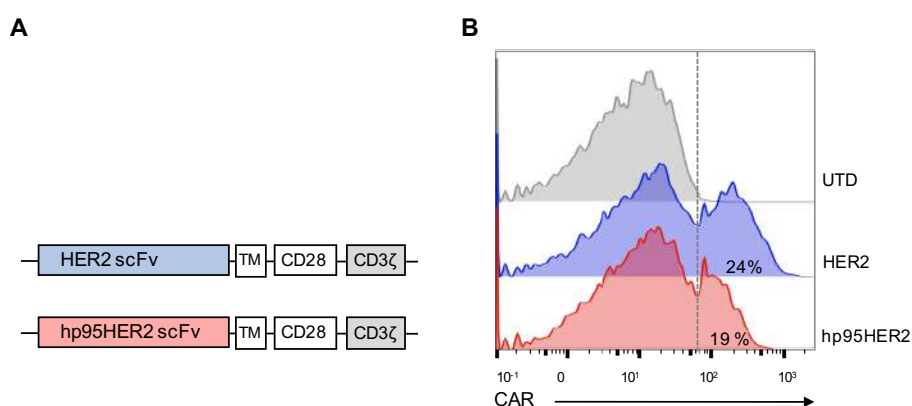 A
HER2 scFv TM CD28 CD3ζ
hp95HER2 scFv TM CD28 CD3ζ
B
UTD
HER2
24%
hp95HER2
19 %
10-1 0 10¹ 10² 10³
CAR